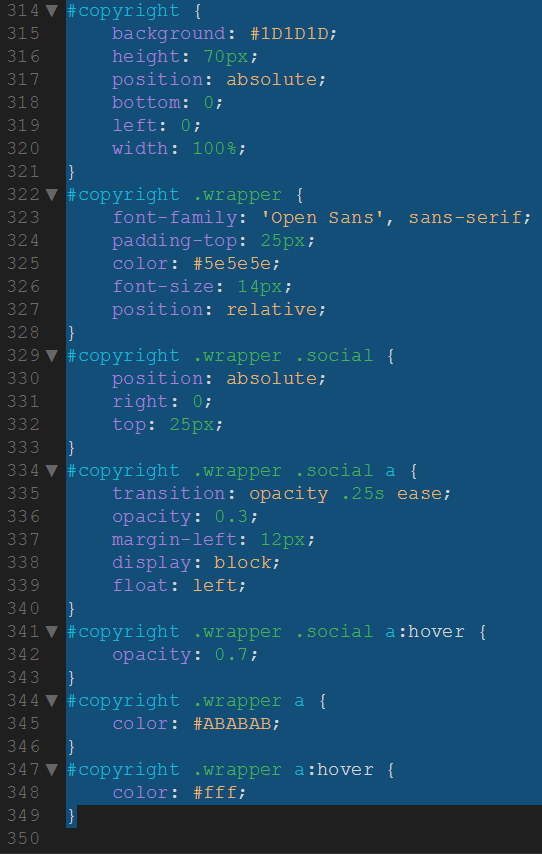 314 ▼ #copyright {
315 background: #1D1D1D;
316 height: 70px;
317 position: absolute;
318 bottom: 0;
319 left: 0;
320 width: 100%;
321 }
322 ▼ #copyright .wrapper {
323 font-family: 'Open Sans', sans-serif;
324 padding-top: 25px;
325 color: #5e5e5e;
326 font-size: 14px;
327 position: relative;
328 }
329 ▼ #copyright .wrapper .social {
330 position: absolute;
331 right: 0;
332 top: 25px;
333 }
334 ▼ #copyright .wrapper .social a {
335 transition: opacity .25s ease;
336 opacity: 0.3;
337 margin-left: 12px;
338 display: block;
339 float: left;
340 }
341 ▼ #copyright .wrapper .social a:hover {
342 opacity: 0.7;
343 }
344 ▼ #copyright .wrapper a {
345 color: #ABABAB;
346 }
347 ▼ #copyright .wrapper a:hover {
348 color: #fff;
349 }
350